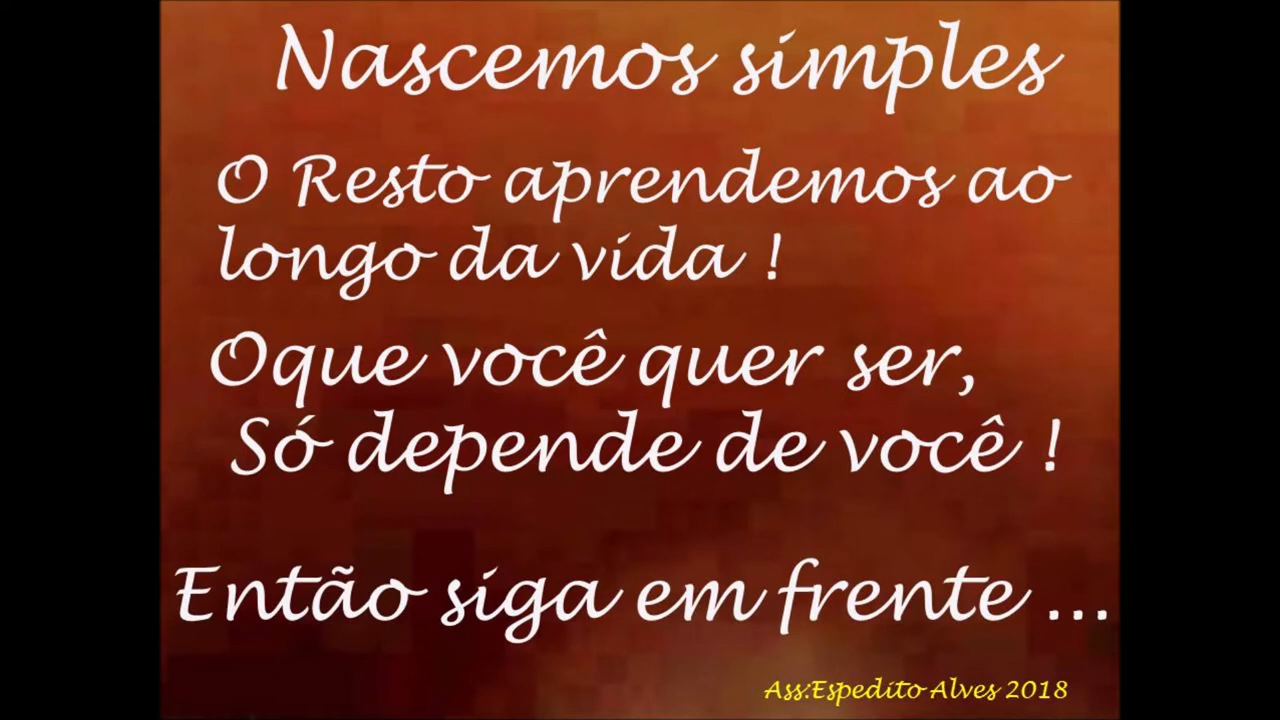 Nascemos simples
O Resto aprendemos ao
longo da vida !
Oque você quer ser,
Só depende de você !
Então siga em frente ...
Ass:Espedito Alves 2018